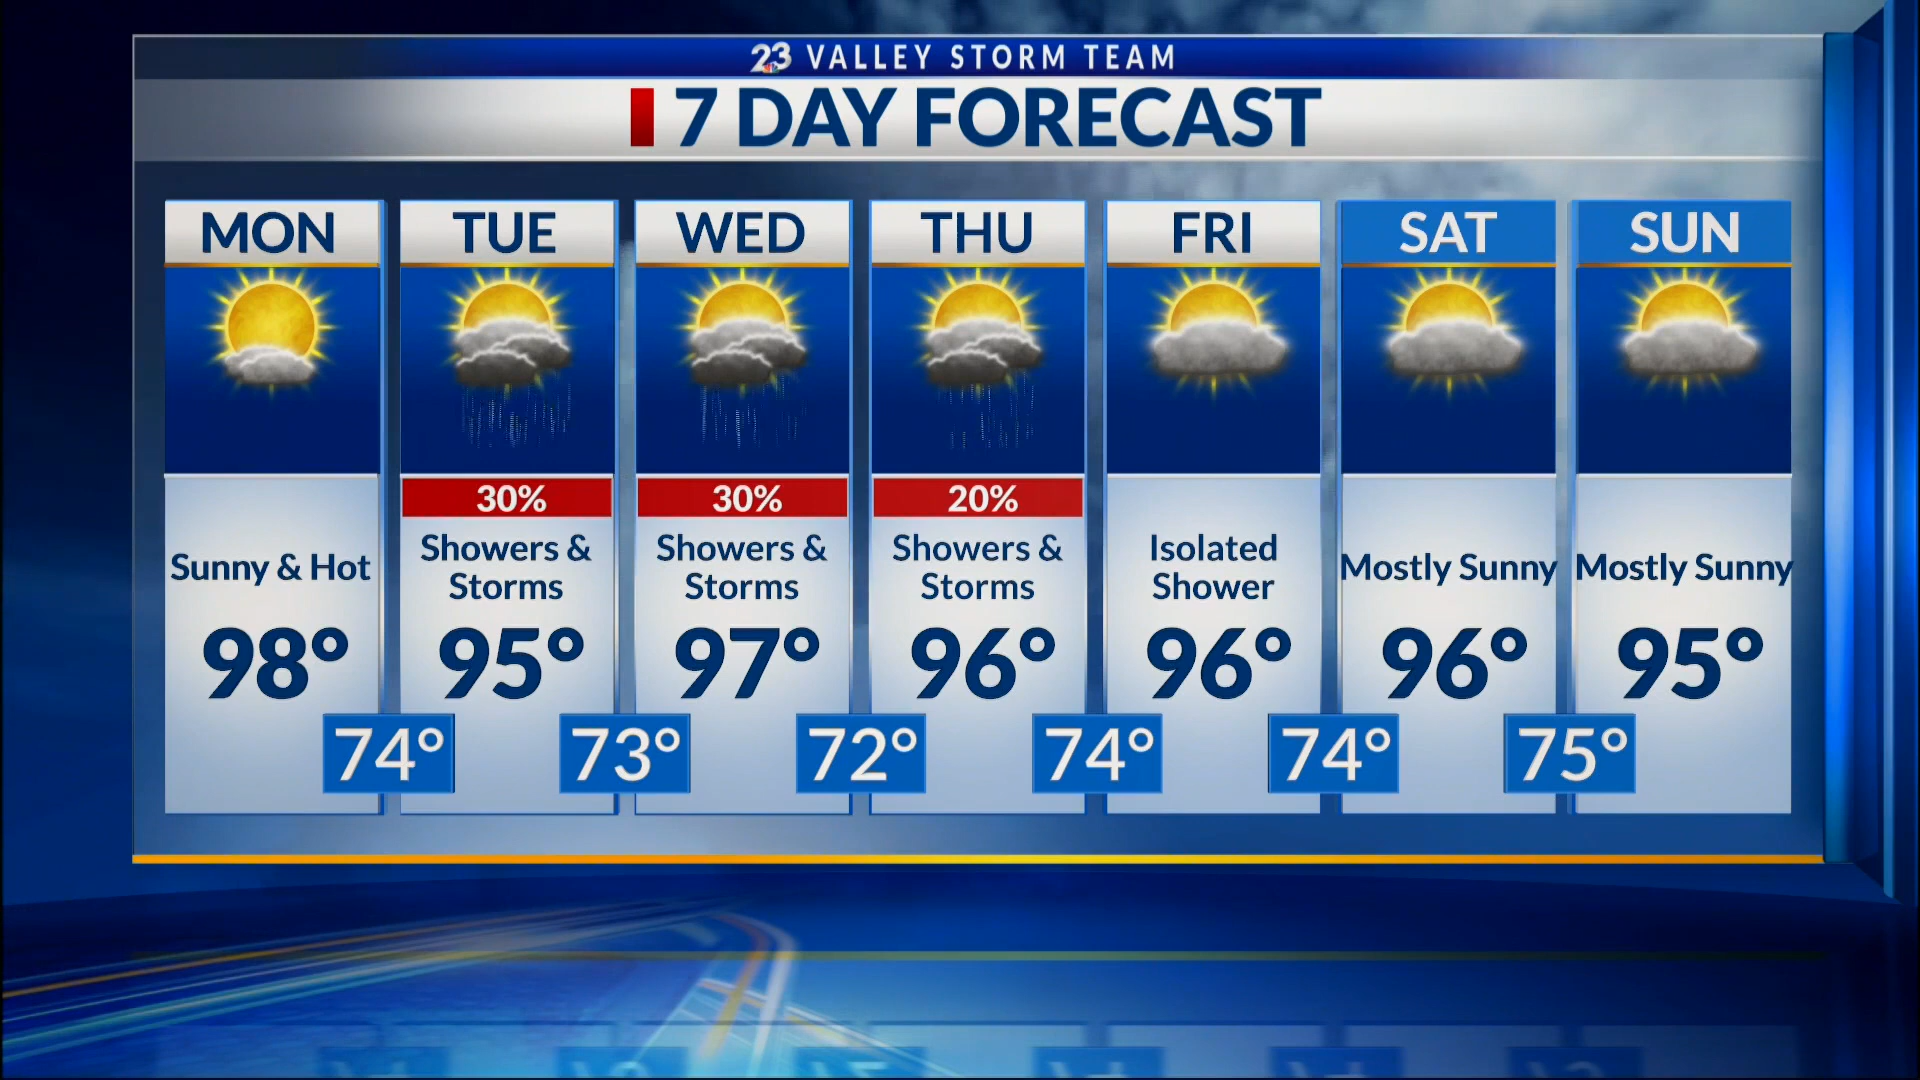 23 VALLEY STORM TEAM
7 DAY FORECAST
MON
TUE
WED
THU
FRI
SAT
SUN
30%
30%
20%
Sunny & Hot
Showers &
Storms
Showers &
Storms
Showers &
Storms
Isolated
Shower
Mostly Sunny
Mostly Sunny
98°
95°
97°
96°
96°
96°
95°
74°
73°
72°
74°
74°
75°